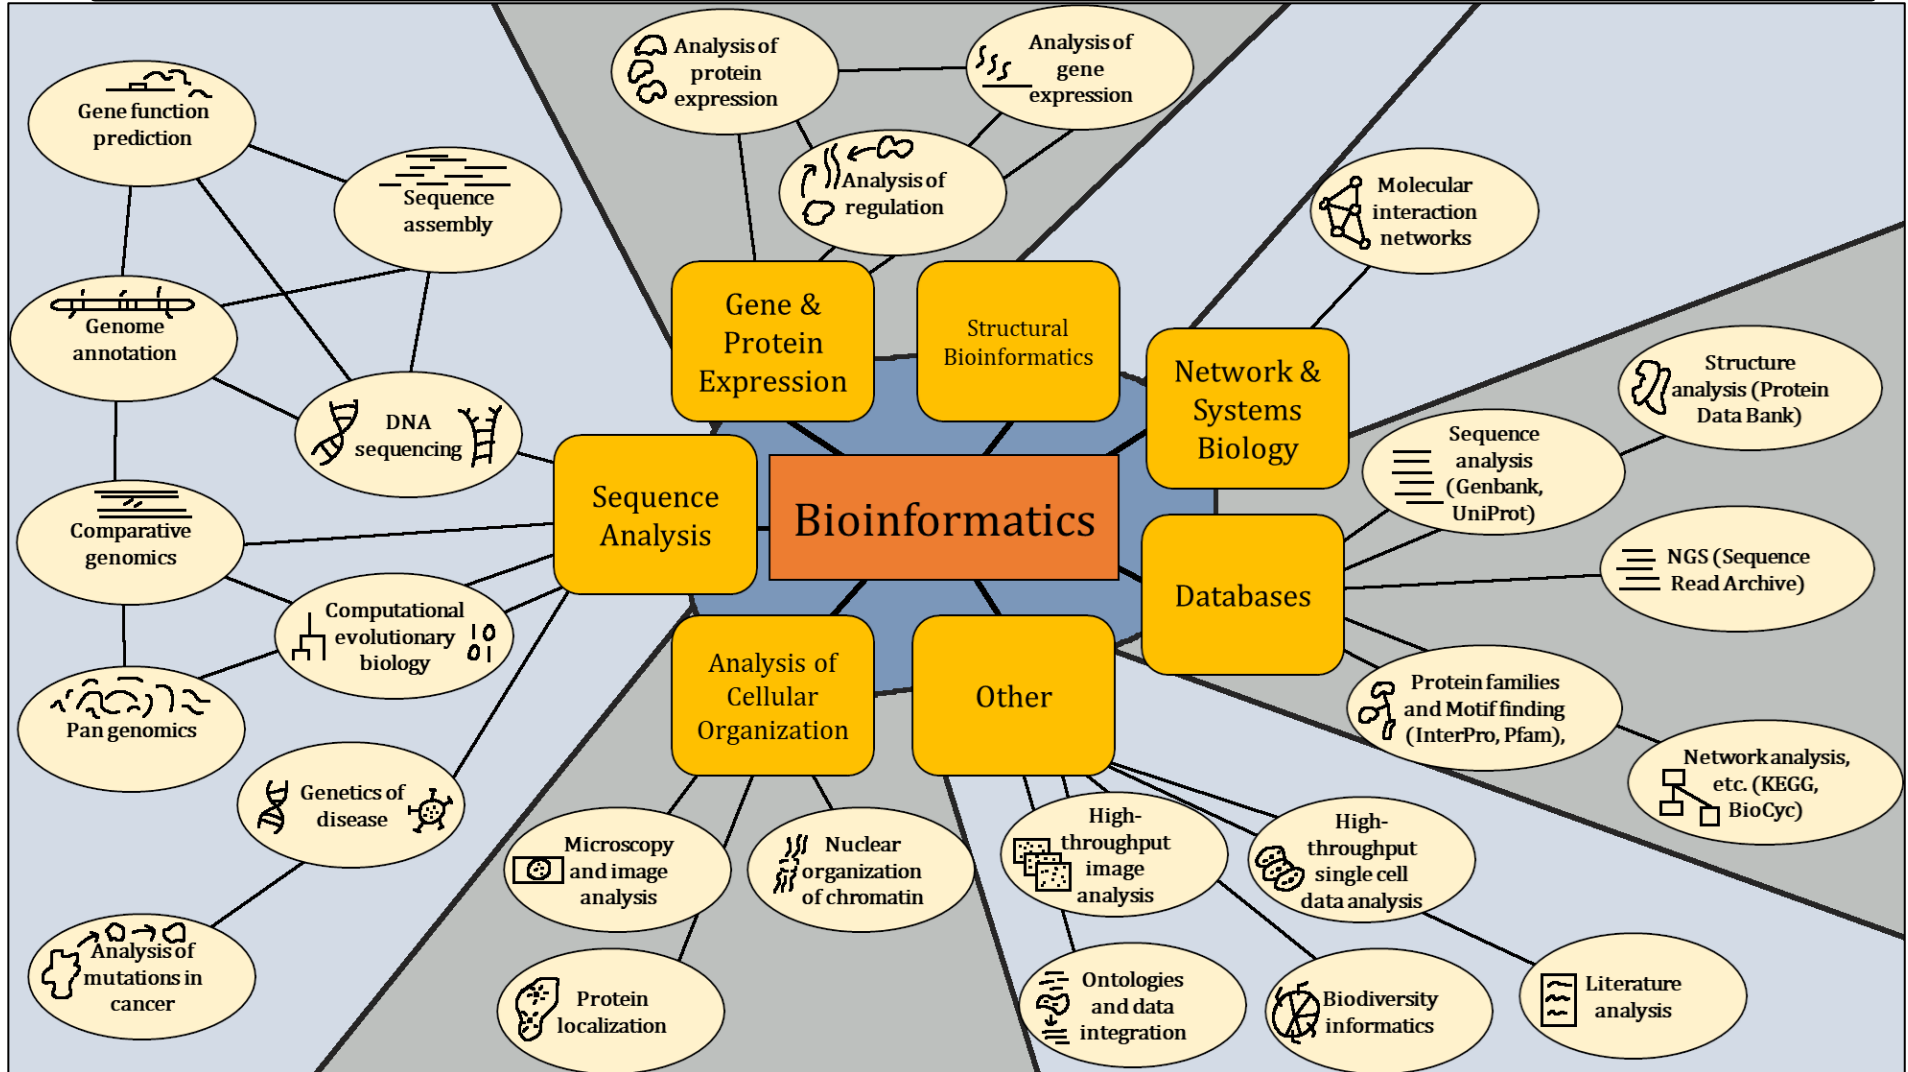 Gene function
prediction
Sequence
assembly
Genome
annotation
DNA
sequencing
Comparative
genomics
Computational
evolutionary
biology
Pan genomics
Genetics of
disease
Analysis of
mutations in
cancer
Analysis of
protein
expression
Analysis of
gene
expression
Analysis of
regulation
Gene &
Protein
Expression
Structural
Bioinformatics
Network &
Systems
Biology
Molecular
interaction
networks
Sequence
Analysis
Bioinformatics
Databases
Structure
analysis (Protein
Data Bank)
Sequence
analysis
(Genbank,
UniProt)
NGS (Sequence
Read Archive)
Protein families
and Motif finding
(InterPro, Pfam),
Network analysis,
etc. (KEGG,
BioCyc)
Analysis of
Cellular
Organization
Other
Microscopy
and image
analysis
Nuclear
organization
of chromatin
Protein
localization
High-
throughput
image
analysis
High-
throughput
single cell
data analysis
Ontologies
and data
integration
Biodiversity
informatics
Literature
analysis